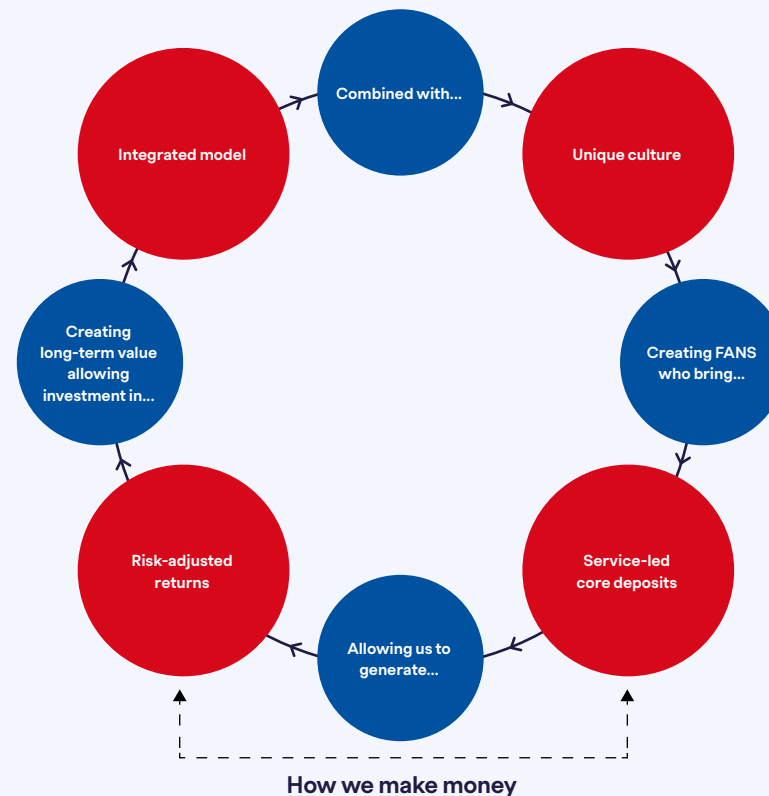 Combined with...
Integrated model
Unique culture
Creating
long-term value
allowing
investment in...
Creating FANS
who bring...
Risk-adjusted
returns
Service-led
core deposits
Allowing us to
generate...
How we make money